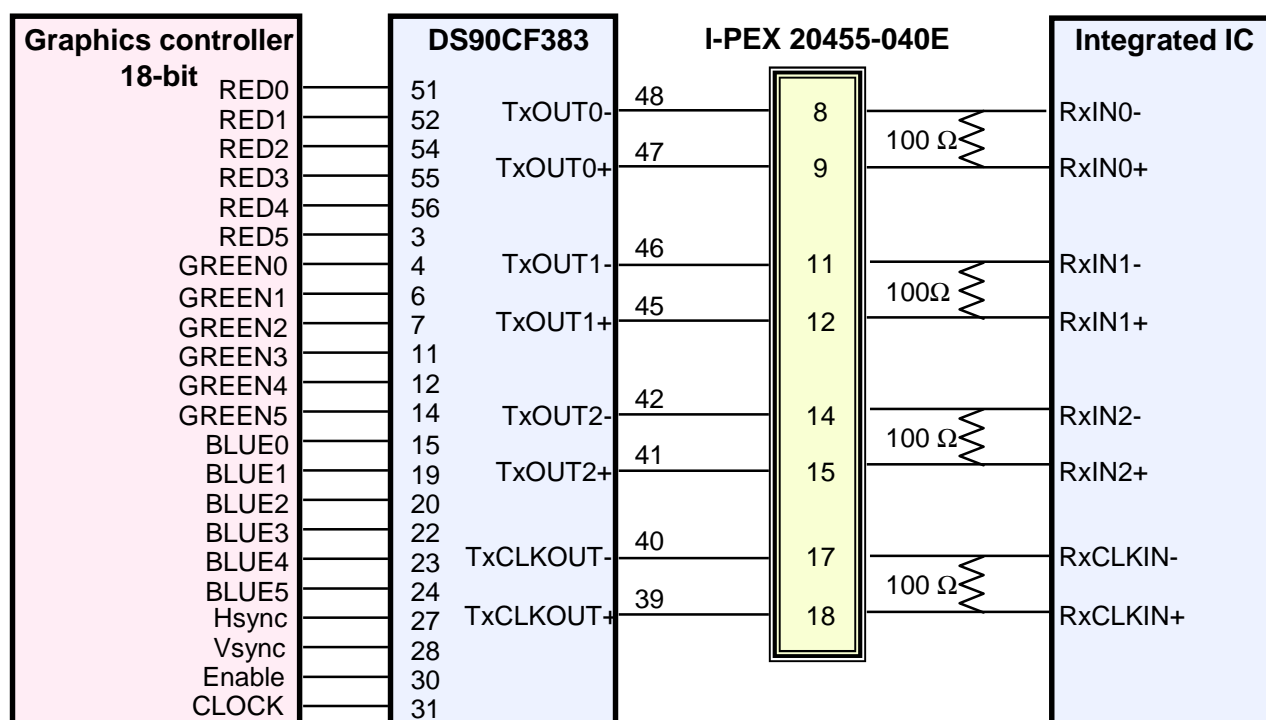 Graphics controller
18-bit
RED0
RED1
RED2
RED3
RED4
RED5
GREEN0
GREEN1
GREEN2
GREEN3
GREEN4
GREEN5
BLUE0
BLUE1
BLUE2
BLUE3
BLUE4
BLUE5
Hsync
Vsync
Enable
CLOCK
DS90CF383
51
52
54
55
56
3
4
6
7
11
12
14
15
19
20
22
23
24
27
28
30
31
TxOUT0-
TxOUT0+
TxOUT1-
TxOUT1+
TxOUT2-
TxOUT2+
TxCLKOUT-
TxCLKOUT+
48
47
46
45
42
41
40
39
I-PEX 20455-040E
8
9
11
12
14
15
17
18
100 Ω
100Ω
100 Ω
100 Ω
Integrated IC
RxIN0-
RxIN0+
RxIN1-
RxIN1+
RxIN2-
RxIN2+
RxCLKIN-
RxCLKIN+